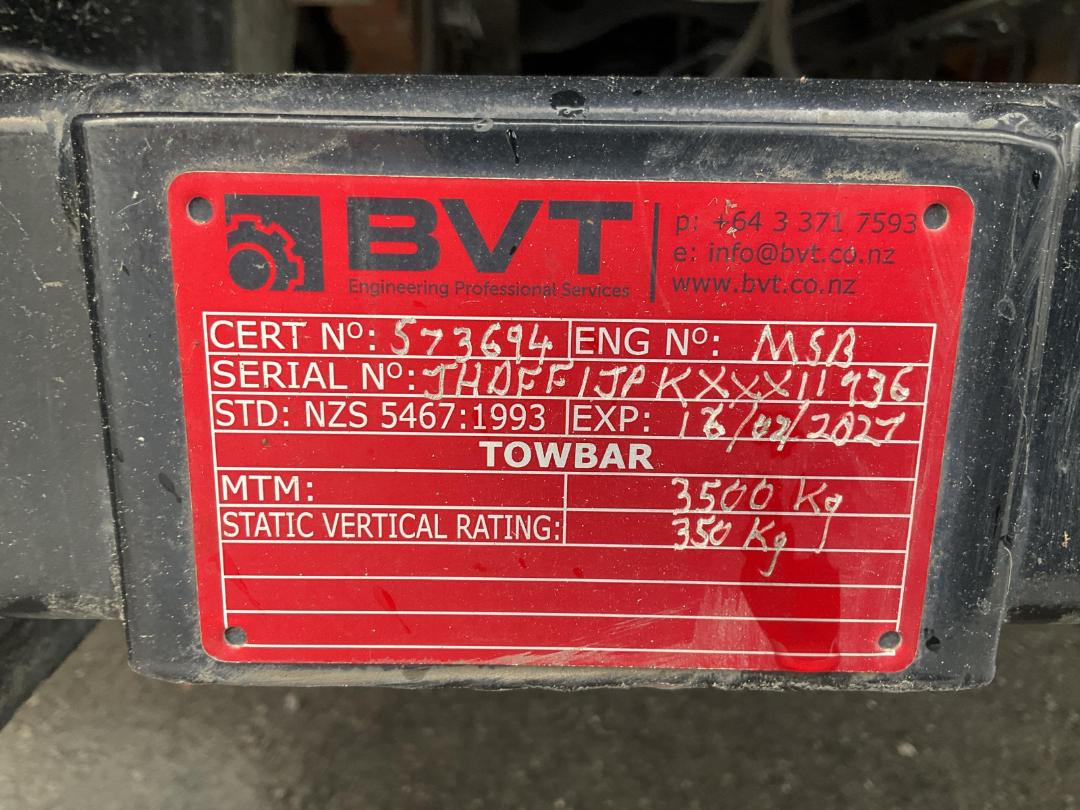 BVT
Engineering Professional Services
p: +64 3 371 7593
e: info@bvt.co.nz
www.bvt.co.nz
CERT Nº: 573694 ENG Nº: MSB
SERIAL Nº: JHDFF1JPKXXX11936
STD: NZS 5467:1993 EXP: 16/02/2027
TOWBAR
MTM: 3500 Kg
STATIC VERTICAL RATING: 350 Kg